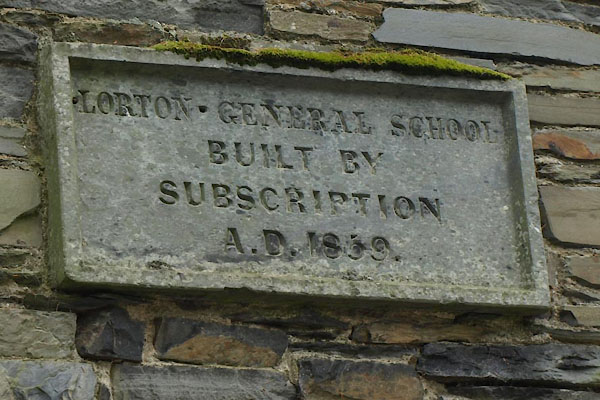 ·LORTON· GENERAL SCHOOL
BUILT BY
SUBSCRIPTION
A.D. 1859.